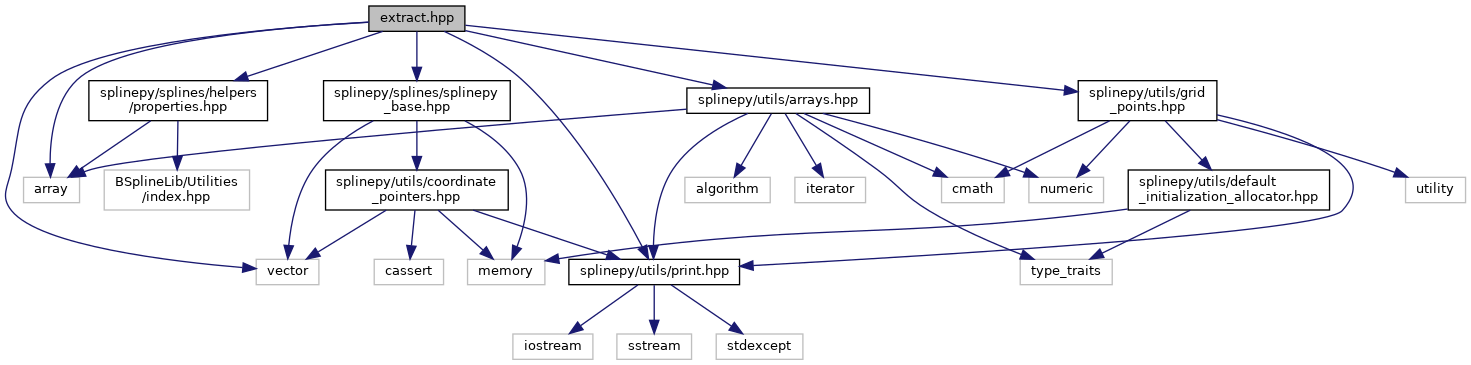 extract.hpp
splinepy/splines/helpers
/properties.hpp
splinepy/splines/splinepy
_base.hpp
splinepy/utils/arrays.hpp
splinepy/utils/grid
_points.hpp
array
BSplineLib/Utilities
/index.hpp
splinepy/utils/coordinate
_pointers.hpp
algorithm
iterator
cmath
numeric
splinepy/utils/default
_initialization_allocator.hpp
utility
vector
cassert
memory
splinepy/utils/print.hpp
type_traits
iostream
sstream
stdexcept